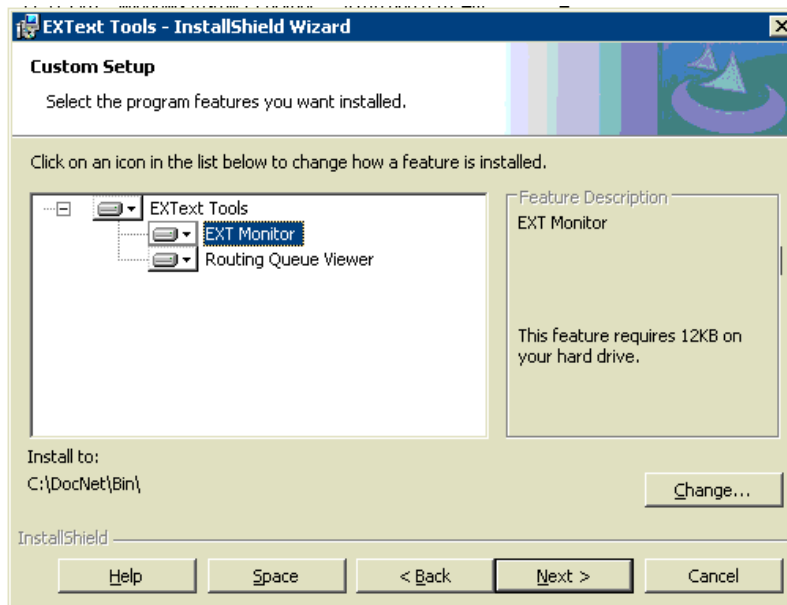 EXText Tools - InstallShield Wizard
Custom Setup
Select the program features you want installed.
Click on an icon in the list below to change how a feature is installed.
EXText Tools
EXT Monitor
Routing Queue Viewer
Feature Description
EXT Monitor
This feature requires 12KB on
your hard drive.
Install to:
C:\DocNet\Bin\
Change...
InstallShield
Help
Space
< Back
Next >
Cancel